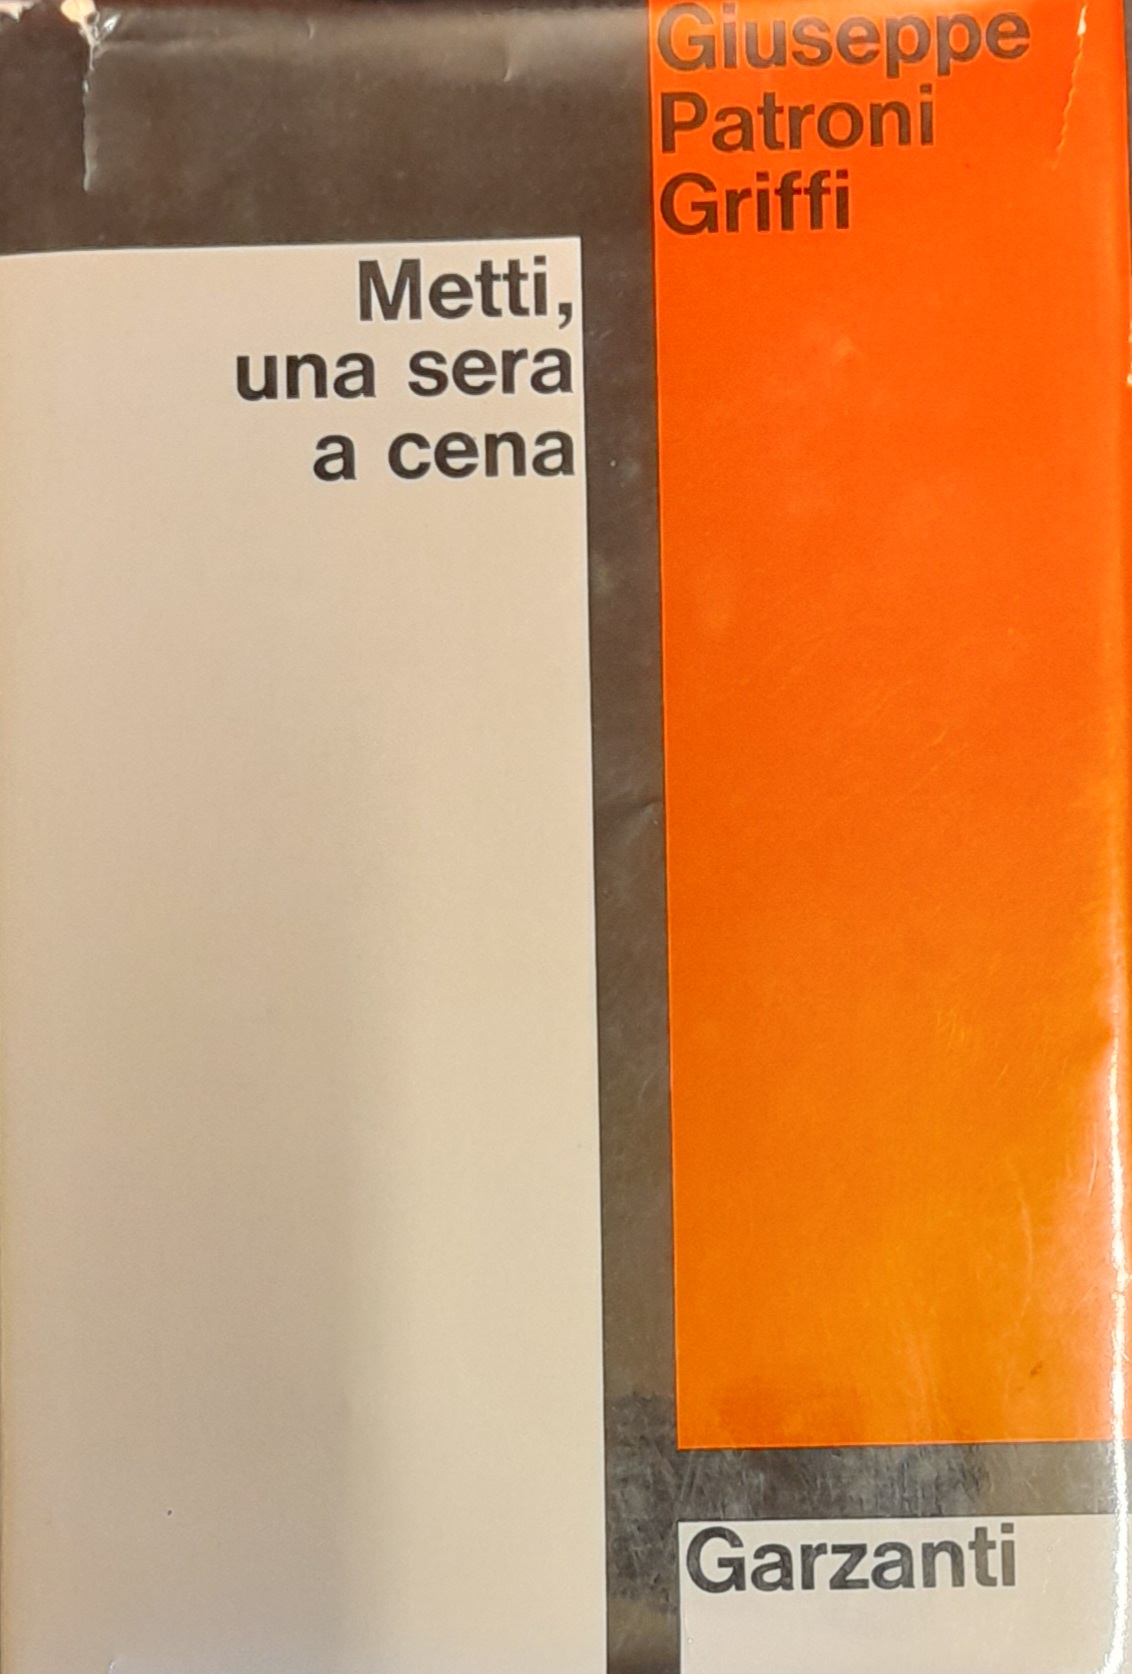 Giuseppe
Patroni
Griffi
Metti,
una sera
a cena
Garzanti